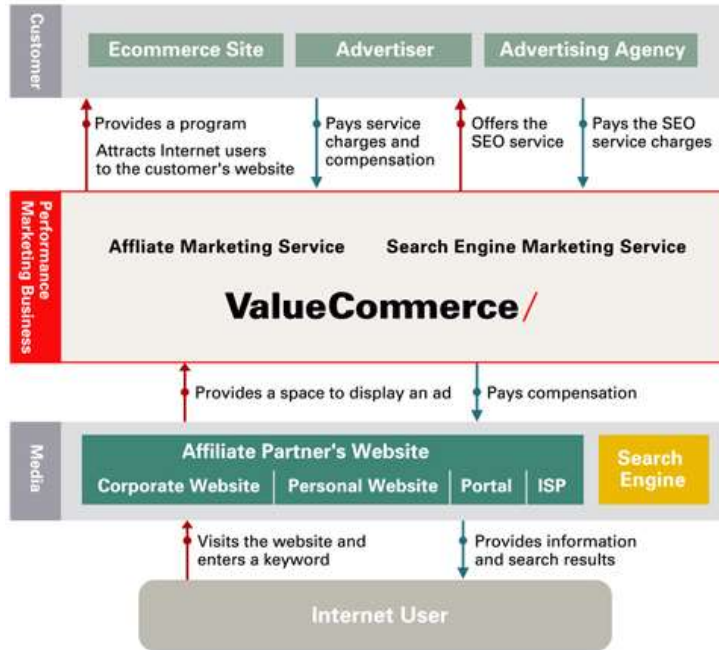 Customer
Ecommerce Site
Advertiser
Advertising Agency
Provides a program
Attracts Internet users
to the customer's website
Pays service
charges and
compensation
Offers the
SEO service
Pays the SEO
service charges
Performance
Marketing Business
Affliate Marketing Service
Search Engine Marketing Service
ValueCommerce/
Provides a space to display an ad
Pays compensation
Media
Affiliate Partner's Website
Corporate Website
Personal Website
Portal
ISP
Search
Engine
Visits the website and
enters a keyword
Provides information
and search results
Internet User